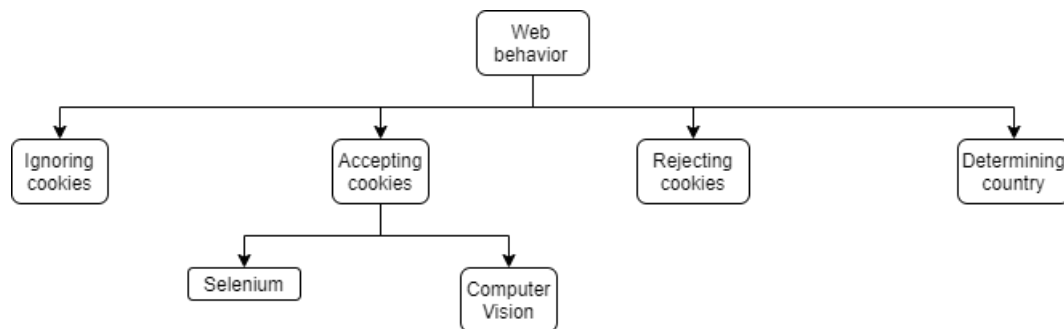 Web
behavior
Ignoring
cookies
Accepting
cookies
Rejecting
cookies
Determining
country
Selenium
Computer
Vision